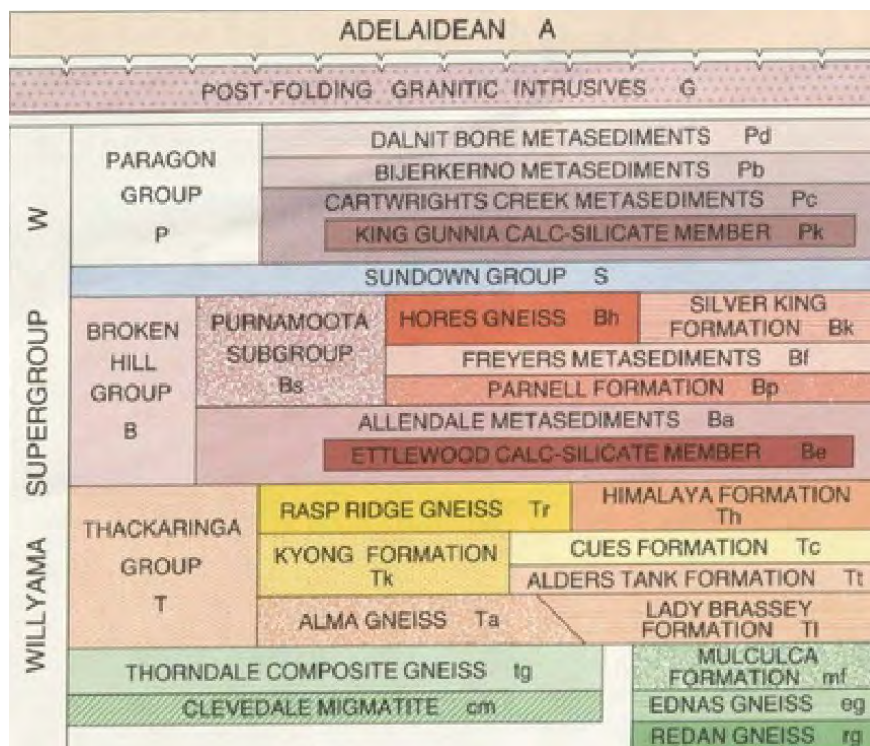 ADELAIDEAN A
POST-FOLDING GRANITIC INTRUSIVES G
WILLYAMA SUPERGROUP W
PARAGON
GROUP
P
DALNIT BORE METASEDIMENTS Pd
BIJERKERNO METASEDIMENTS Pb
CARTWRIGHTS CREEK METASEDIMENTS Pc
KING GUNNIA CALC-SILICATE MEMBER Pk
SUNDOWN GROUP S
BROKEN
HILL
GROUP
B
PURNAMOOTA
SUBGROUP
Bs
HORES GNEISS Bh
SILVER KING
FORMATION Bk
FREYERS METASEDIMENTS Bf
PARNELL FORMATION Bp
ALLENDALE METASEDIMENTS Ba
ETTLEWOOD CALC-SILICATE MEMBER Be
THACKARINGA
GROUP
T
RASP RIDGE GNEISS Tr
HIMALAYA FORMATION
Th
KYONG FORMATION
Tk
CUES FORMATION Tc
ALDERS TANK FORMATION Tt
ALMA GNEISS Ta
LADY BRASSEY
FORMATION Tl
THORNDALE COMPOSITE GNEISS tg
CLEVEDALE MIGMATITE cm
MULCULCA
FORMATION mf
EDNAS GNEISS eg
REDAN GNEISS rg